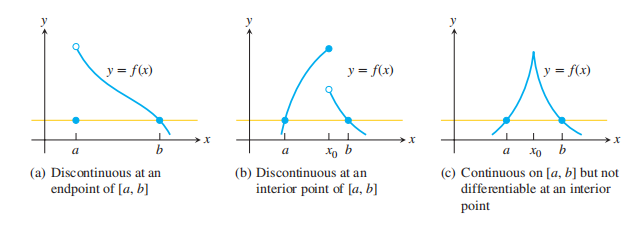 y
y = f(x)
a
b
x
(a) Discontinuous at an
endpoint of [a, b]
y
y = f(x)
a
x₀
b
x
(b) Discontinuous at an
interior point of [a, b]
y
y = f(x)
a
x₀
b
x
(c) Continuous on [a, b] but not
differentiable at an interior
point